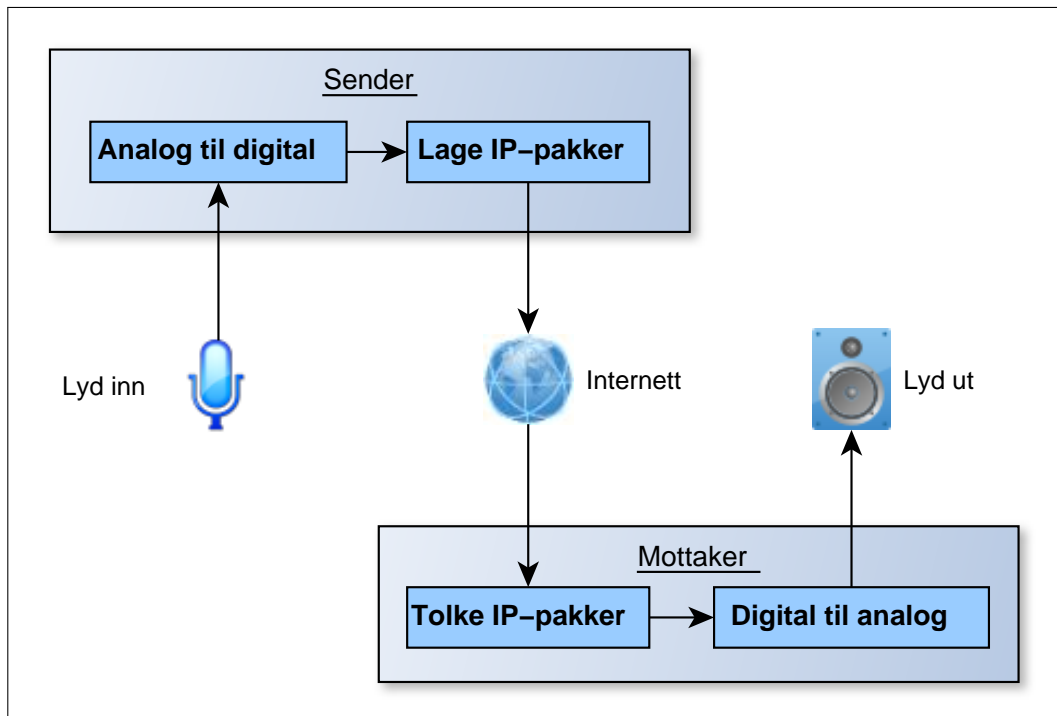 Sender
Analog til digital
Lage IP–pakker
Lyd inn
Internett
Lyd ut
Mottaker
Tolke IP–pakker
Digital til analog